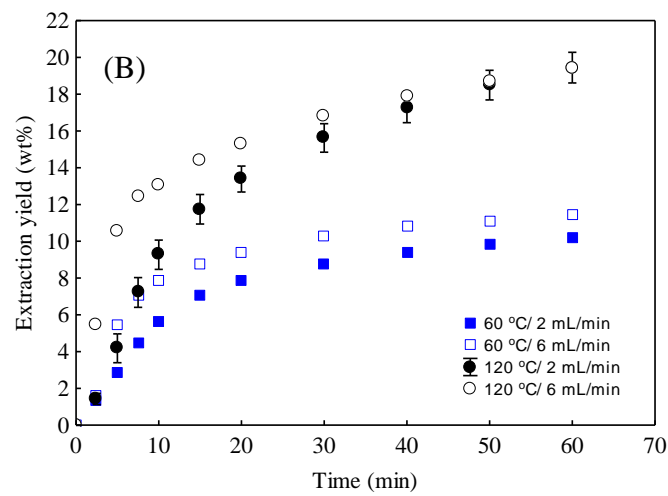 22
20
18
16
14
12
10
8
6
4
2
0
(B)
Extraction yield (wt%)
60 ºC/ 2 mL/min
60 ºC/ 6 mL/min
120 ºC/ 2 mL/min
120 ºC/ 6 mL/min
0 10 20 30 40 50 60 70
Time (min)